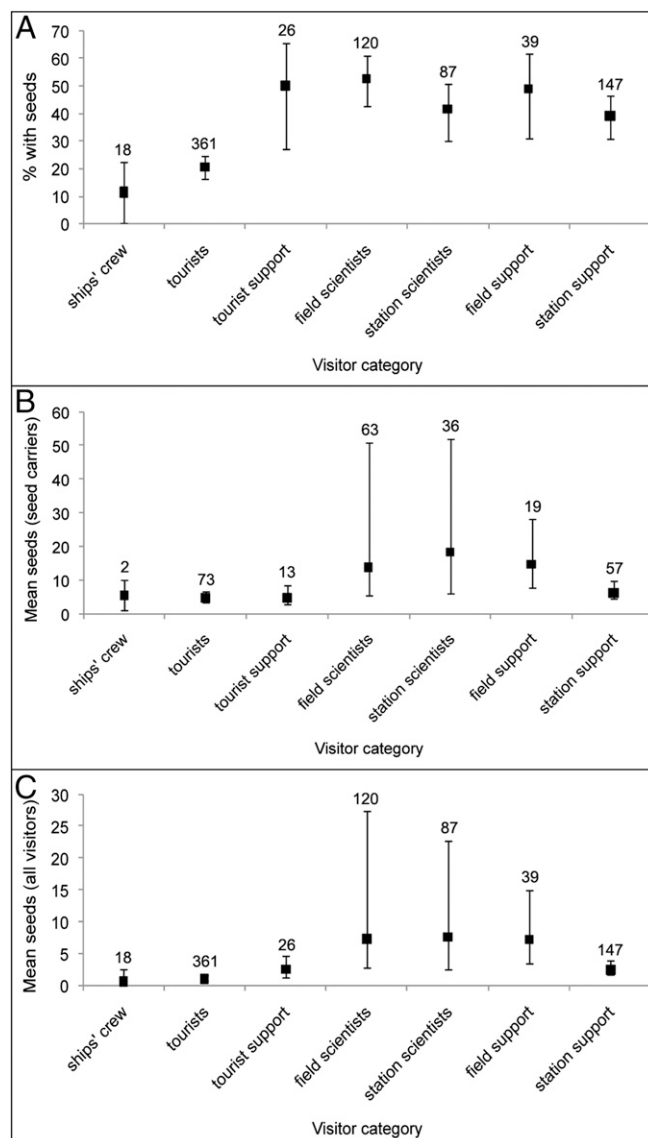 A
% with seeds
70
60
50
40
30
20
10
0
18
361
26
120
87
39
147
ships' crew
tourists
tourist support
field scientists
station scientists
field support
station support
Visitor category
B
Mean seeds (seed carriers)
60
50
40
30
20
10
0
2
73
13
63
36
19
57
ships' crew
tourists
tourist support
field scientists
station scientists
field support
station support
Visitor category
C
Mean seeds (all visitors)
30
25
20
15
10
5
0
18
361
26
120
87
39
147
ships' crew
tourists
tourist support
field scientists
station scientists
field support
station support
Visitor category